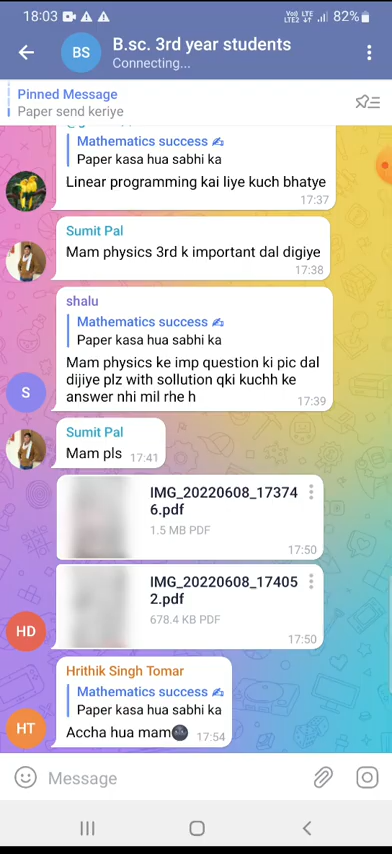 18:03 Vo) LTE 82%
LTE2
BS B.sc. 3rd year students
Connecting...
Pinned Message
Paper send keriye
Mathematics success ✍
Paper kasa hua sabhi ka
Linear programming kai liye kuch bhatye
17:37
Sumit Pal
Mam physics 3rd k important dal digiye
17:38
shalu
Mathematics success ✍
Paper kasa hua sabhi ka
Mam physics ke imp question ki pic dal
dijiye plz with sollution qki kuchh ke
answer nhi mil rhe h
S 17:39
Sumit Pal
Mam pls 17:41
IMG_20220608_17374
6.pdf
1.5 MB PDF
17:50
IMG_20220608_17405
2.pdf
678.4 KB PDF
HD 17:50
Hrithik Singh Tomar
Mathematics success ✍
Paper kasa hua sabhi ka
HT Accha hua mam🌚 17:54
Message